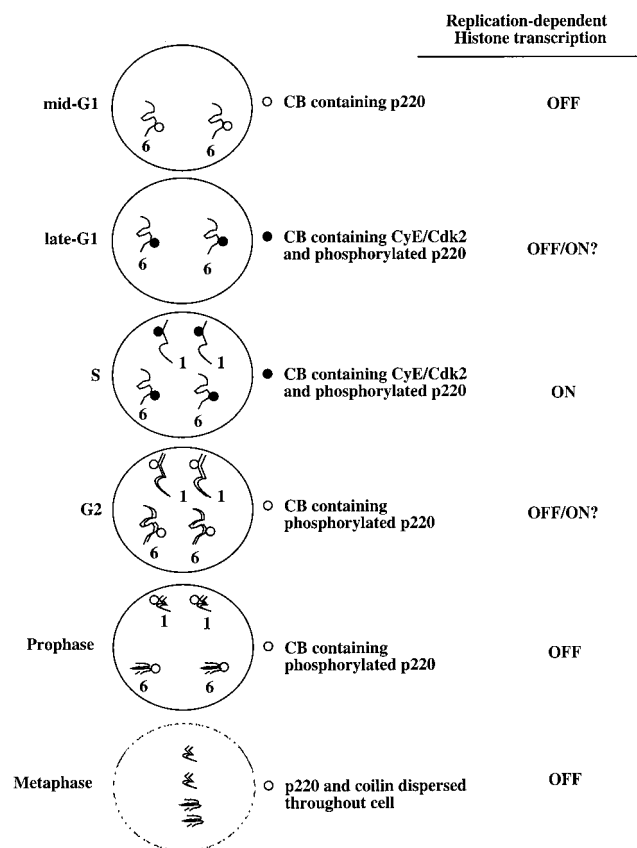 Replication-dependent
Histone transcription
mid-G1
6
6
CB containing p220
OFF
late-G1
6
6
CB containing CyE/Cdk2
and phosphorylated p220
OFF/ON?
S
1
1
6
6
CB containing CyE/Cdk2
and phosphorylated p220
ON
G2
1
1
6
6
CB containing
phosphorylated p220
OFF/ON?
Prophase
1
1
6
6
CB containing
phosphorylated p220
OFF
Metaphase
p220 and coilin dispersed
throughout cell
OFF